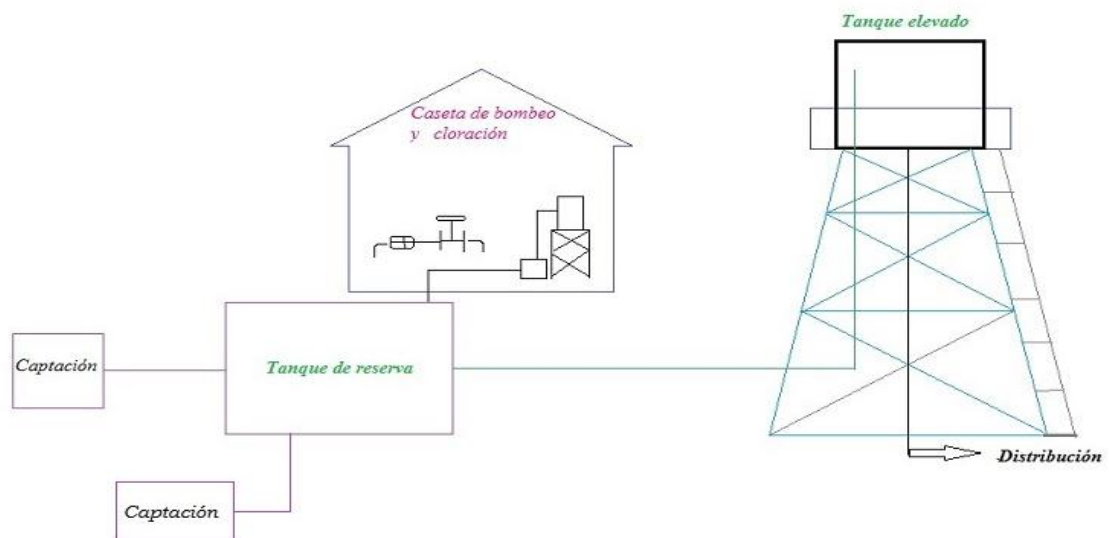 Tanque elevado
Caseta de bombeo
y cloración
Captación
Tanque de reserva
Captación
Distribución